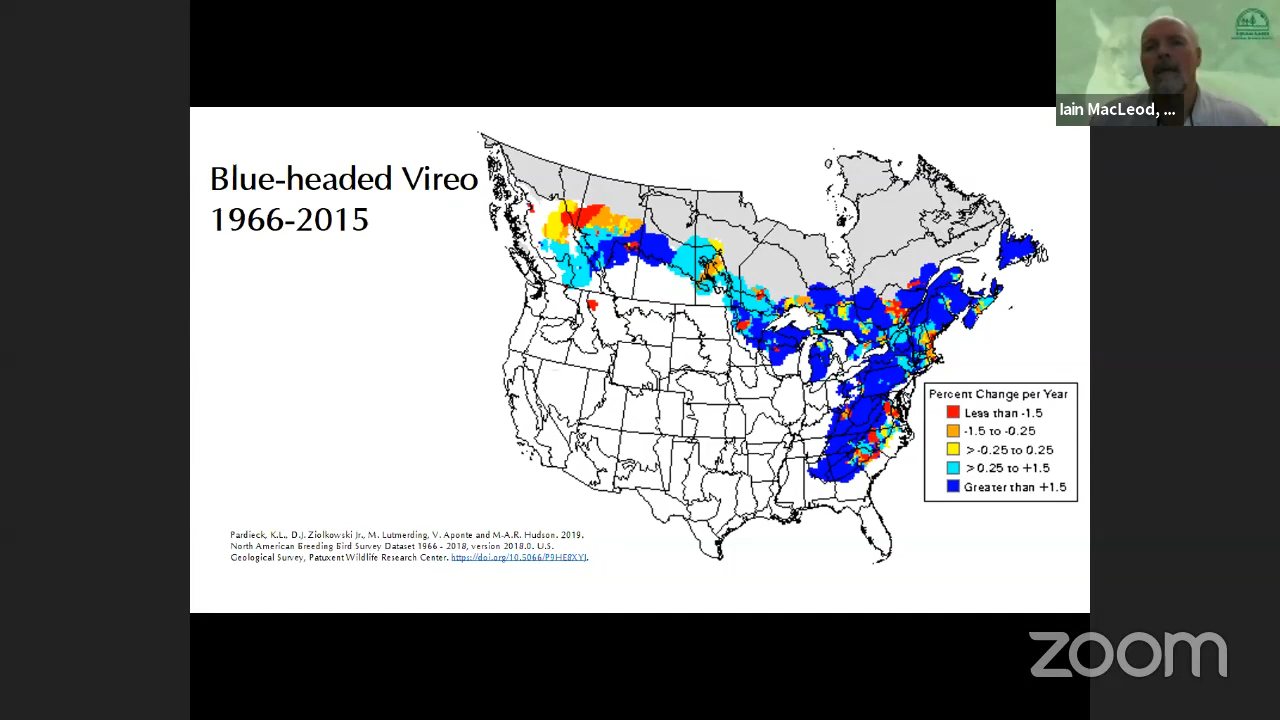 Iain MacLeod, ...
Blue-headed Vireo
1966-2015
Percent Change per Year
Less than -1.5
-1.5 to -0.25
> -0.25 to 0.25
> 0.25 to +1.5
Greater than +1.5
Pardieck, K.L., D.J. Ziolkowski Jr., M. Lutmerding, V. Aponte and M-A.R. Hudson. 2019.
North American Breeding Bird Survey Dataset 1966 - 2018, version 2018.0. U.S.
Geological Survey, Patuxent Wildlife Research Center. https://doi.org/10.5066/P9HE8XYJ.
zoom